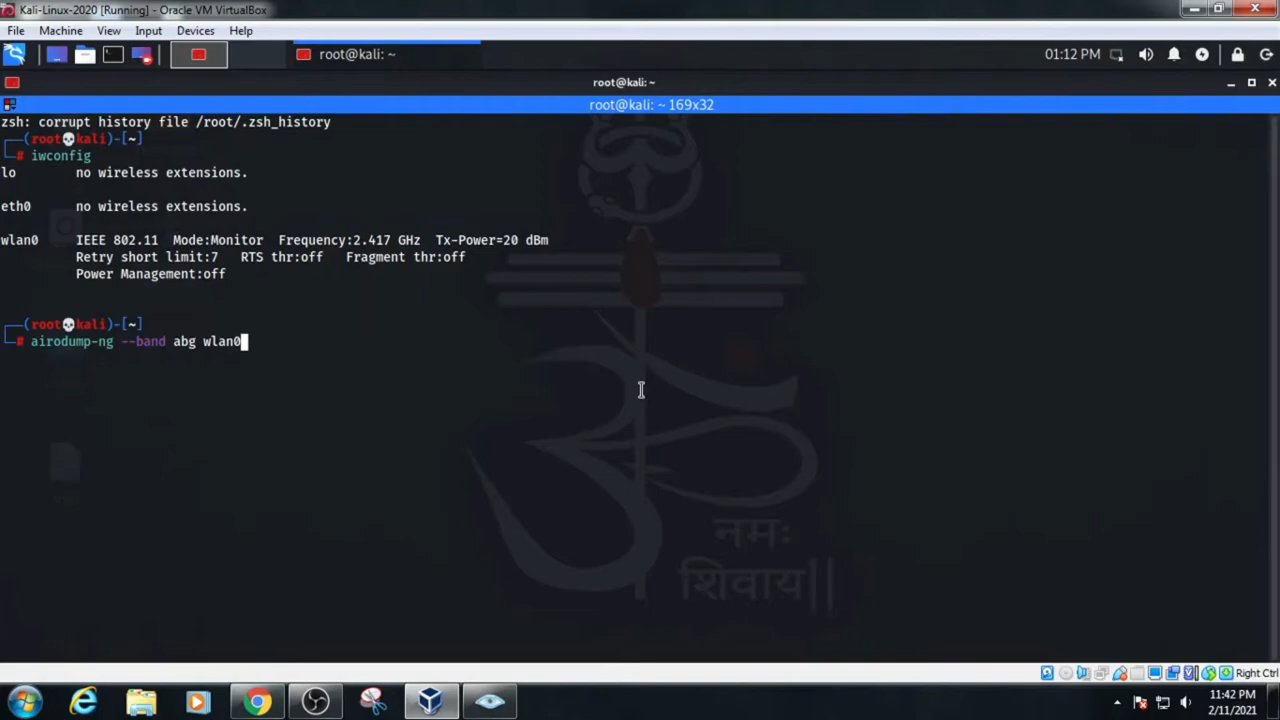 Kali-Linux-2020 [Running] - Oracle VM VirtualBox
File Machine View Input Devices Help
root@kali: ~
01:12 PM
root@kali: ~
root@kali: ~ 169x32
zsh: corrupt history file /root/.zsh_history
(root💀kali)-[~]
# iwconfig
lo no wireless extensions.
eth0 no wireless extensions.
wlan0 IEEE 802.11 Mode:Monitor Frequency:2.417 GHz Tx-Power=20 dBm
Retry short limit:7 RTS thr:off Fragment thr:off
Power Management:off
(root💀kali)-[~]
# airodump-ng --band abg wlan0
ॐ
नमः
शिवाय||
Right Ctrl
11:42 PM
2/11/2021